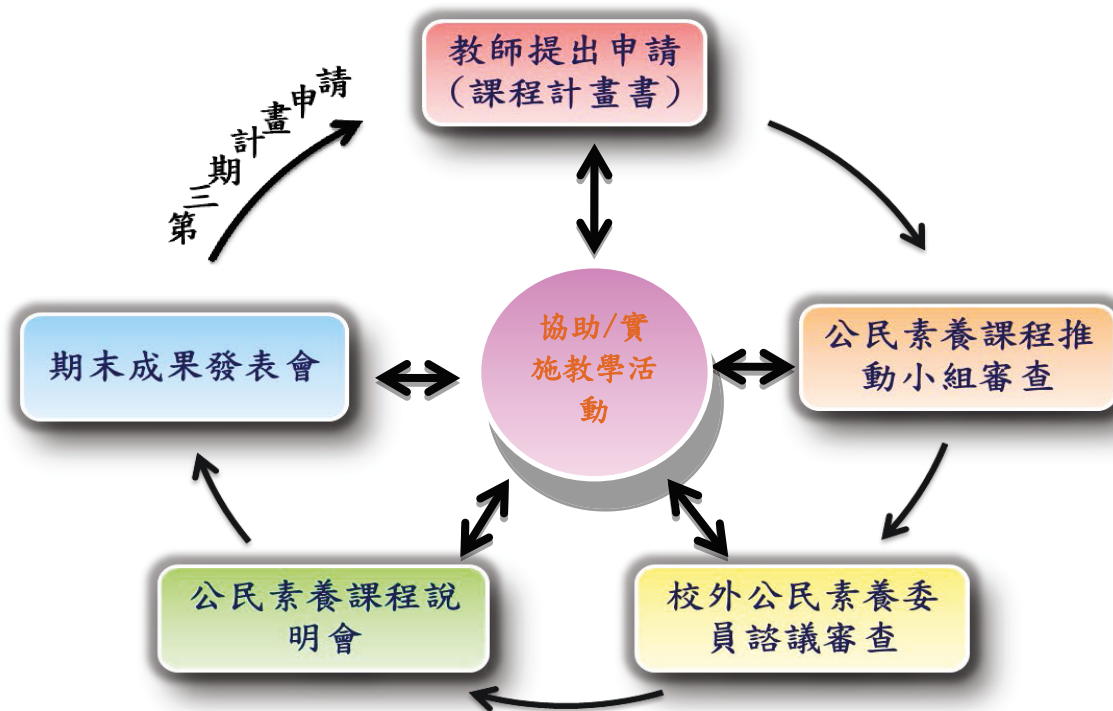 教師提出申請
（課程計畫書）
第三期計畫申請
協助/實
施教學活
動
期末成果發表會
公民素養課程推
動小組審查
公民素養課程說
明會
校外公民素養委
員諮議審查